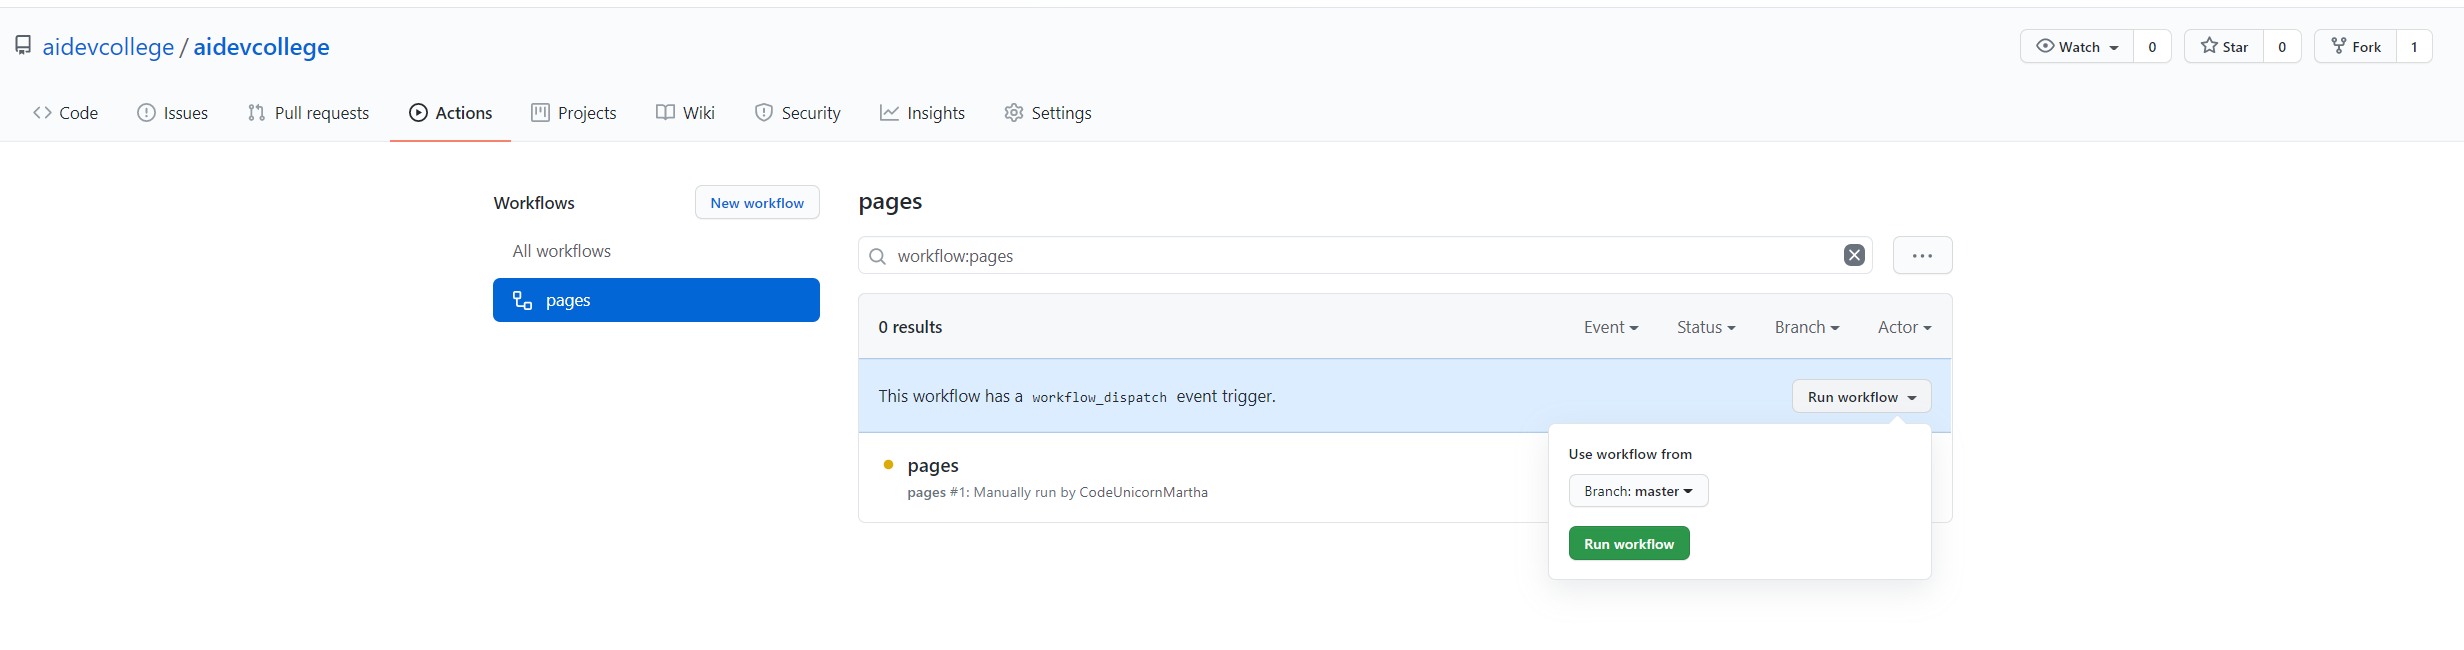 aidevcollege / aidevcollege
Watch 0 Star 0 Fork 1
Code Issues Pull requests Actions Projects Wiki Security Insights Settings
Workflows New workflow
All workflows
pages
pages
workflow:pages
0 results Event Status Branch Actor
This workflow has a workflow_dispatch event trigger. Run workflow
pages
pages #1: Manually run by CodeUnicornMartha
Use workflow from
Branch: master
Run workflow